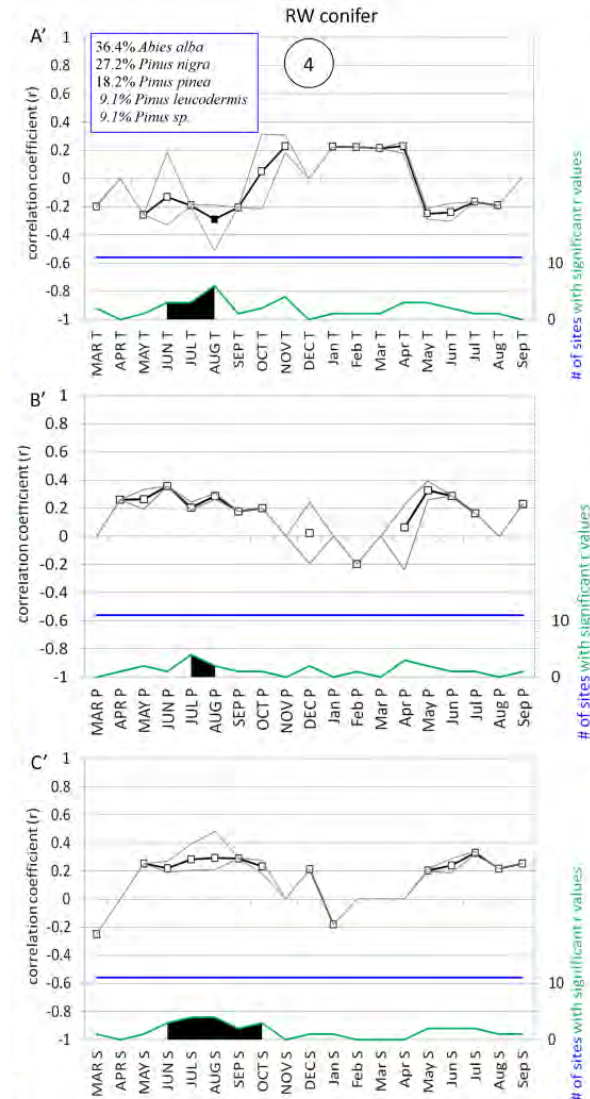 RW conifer
A'
4
36.4% Abies alba
27.2% Pinus nigra
18.2% Pinus pinea
9.1% Pinus leucodermis
9.1% Pinus sp.
correlation coefficient (r)
1
0.8
0.6
0.4
0.2
0
-0.2
-0.4
-0.6
-0.8
-1
10
0
# of sites with significant r values
MAR T
APR T
MAY T
JUN T
JUL T
AUG T
SEP T
OCT T
NOV T
DEC T
Jan T
Feb T
Mar T
Apr T
May T
Jun T
Jul T
Aug T
Sep T
B'
correlation coefficient (r)
1
0.8
0.6
0.4
0.2
0
-0.2
-0.4
-0.6
-0.8
-1
10
0
# of sites with significant r values
MAR P
APR P
MAY P
JUN P
JUL P
AUG P
SEP P
OCT P
NOV P
DEC P
Jan P
Feb P
Mar P
Apr P
May P
Jun P
Jul P
Aug P
Sep P
C'
correlation coefficient (r)
1
0.8
0.6
0.4
0.2
0
-0.2
-0.4
-0.6
-0.8
-1
10
0
# of sites with significant r values
MAR S
APR S
MAY S
JUN S
JUL S
AUG S
SEP S
OCT S
NOV S
DEC S
Jan S
Feb S
Mar S
Apr S
May S
Jun S
Jul S
Aug S
Sep S